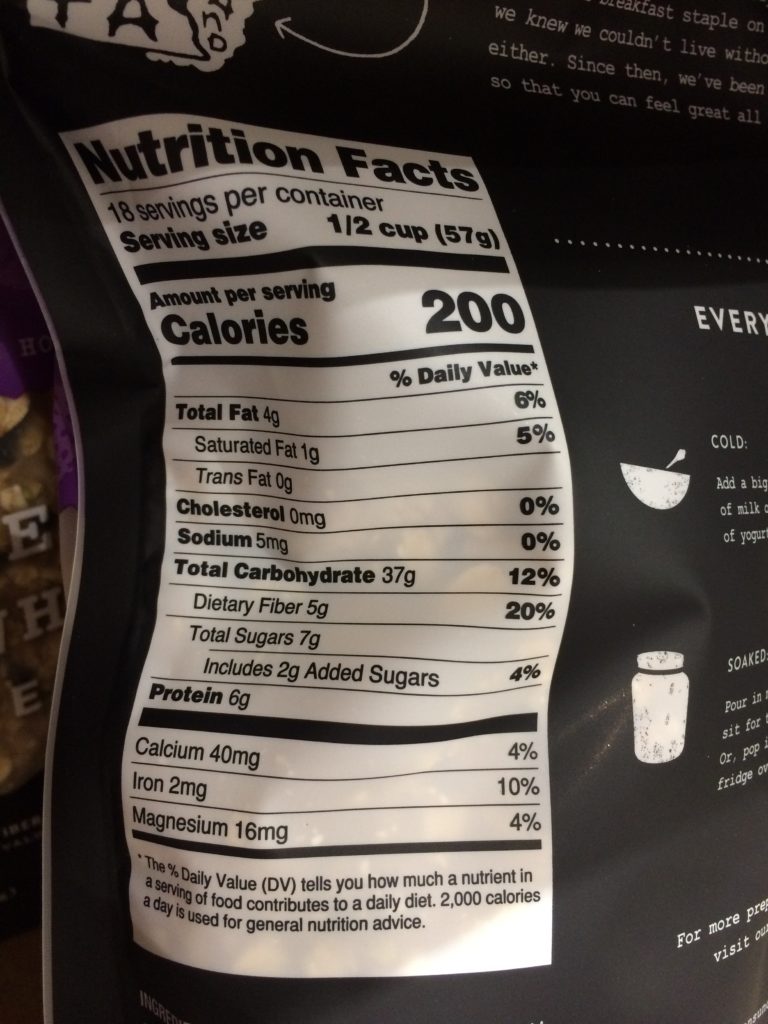 breakfast staple on
we knew we couldn't live witho
either. Since then, we've been
so that you can feel great all
Nutrition Facts
18 servings per container
Serving size 1/2 cup (57g)
Amount per serving
Calories 200
% Daily Value*
Total Fat 4g 6%
Saturated Fat 1g 5%
Trans Fat 0g
Cholesterol 0mg 0%
Sodium 5mg 0%
Total Carbohydrate 37g 12%
Dietary Fiber 5g 20%
Total Sugars 7g
Includes 2g Added Sugars 4%
Protein 6g
Calcium 40mg 4%
Iron 2mg 10%
Magnesium 16mg 4%
* The % Daily Value (DV) tells you how much a nutrient in
a serving of food contributes to a daily diet. 2,000 calories
a day is used for general nutrition advice.
EVERY
COLD:
Add a big
of milk o
of yogurt
SOAKED:
Pour in
sit for
Or, pop i
fridge ov
For more prep
visit our